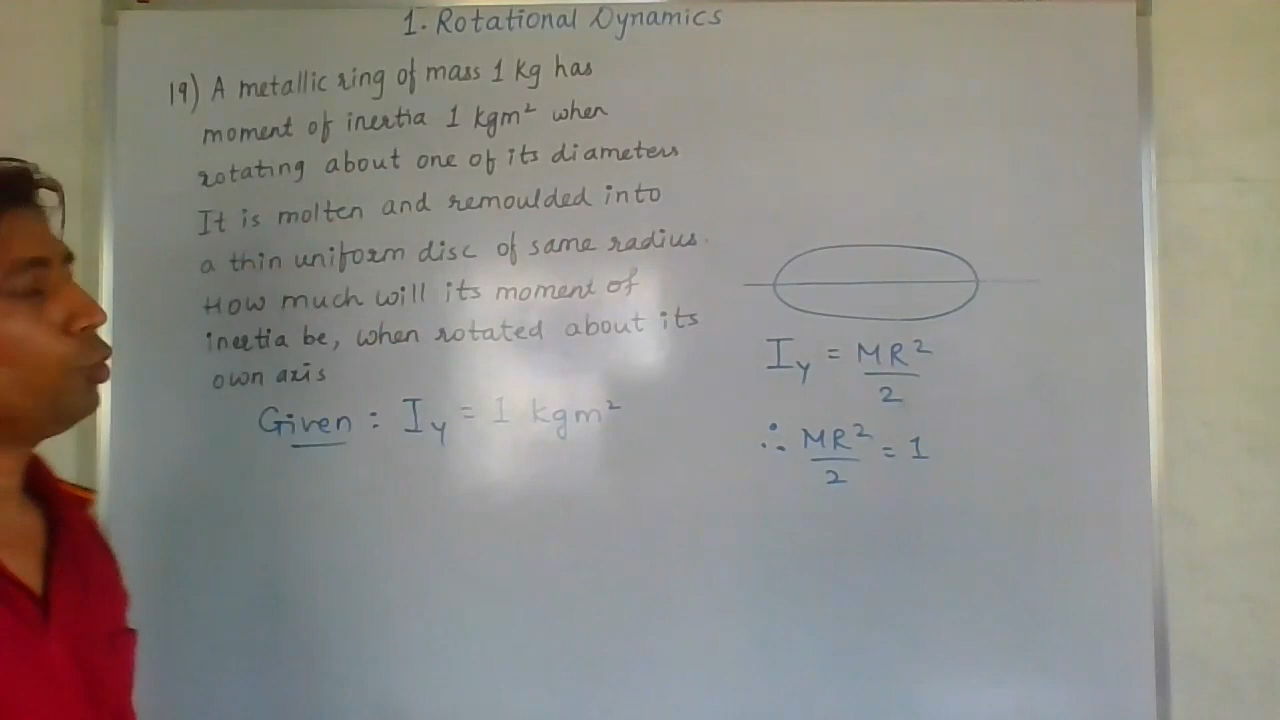 1. Rotational Dynamics
19) A metallic ring of mass 1 kg has
moment of inertia 1 kgm² when
rotating about one of its diameters
It is molten and remoulded into
a thin uniform disc of same radius.
How much will its moment of
inertia be, when rotated about its
own axis
Given : I_y = 1 kgm²
I_y = MR²/2
∴ MR²/2 = 1